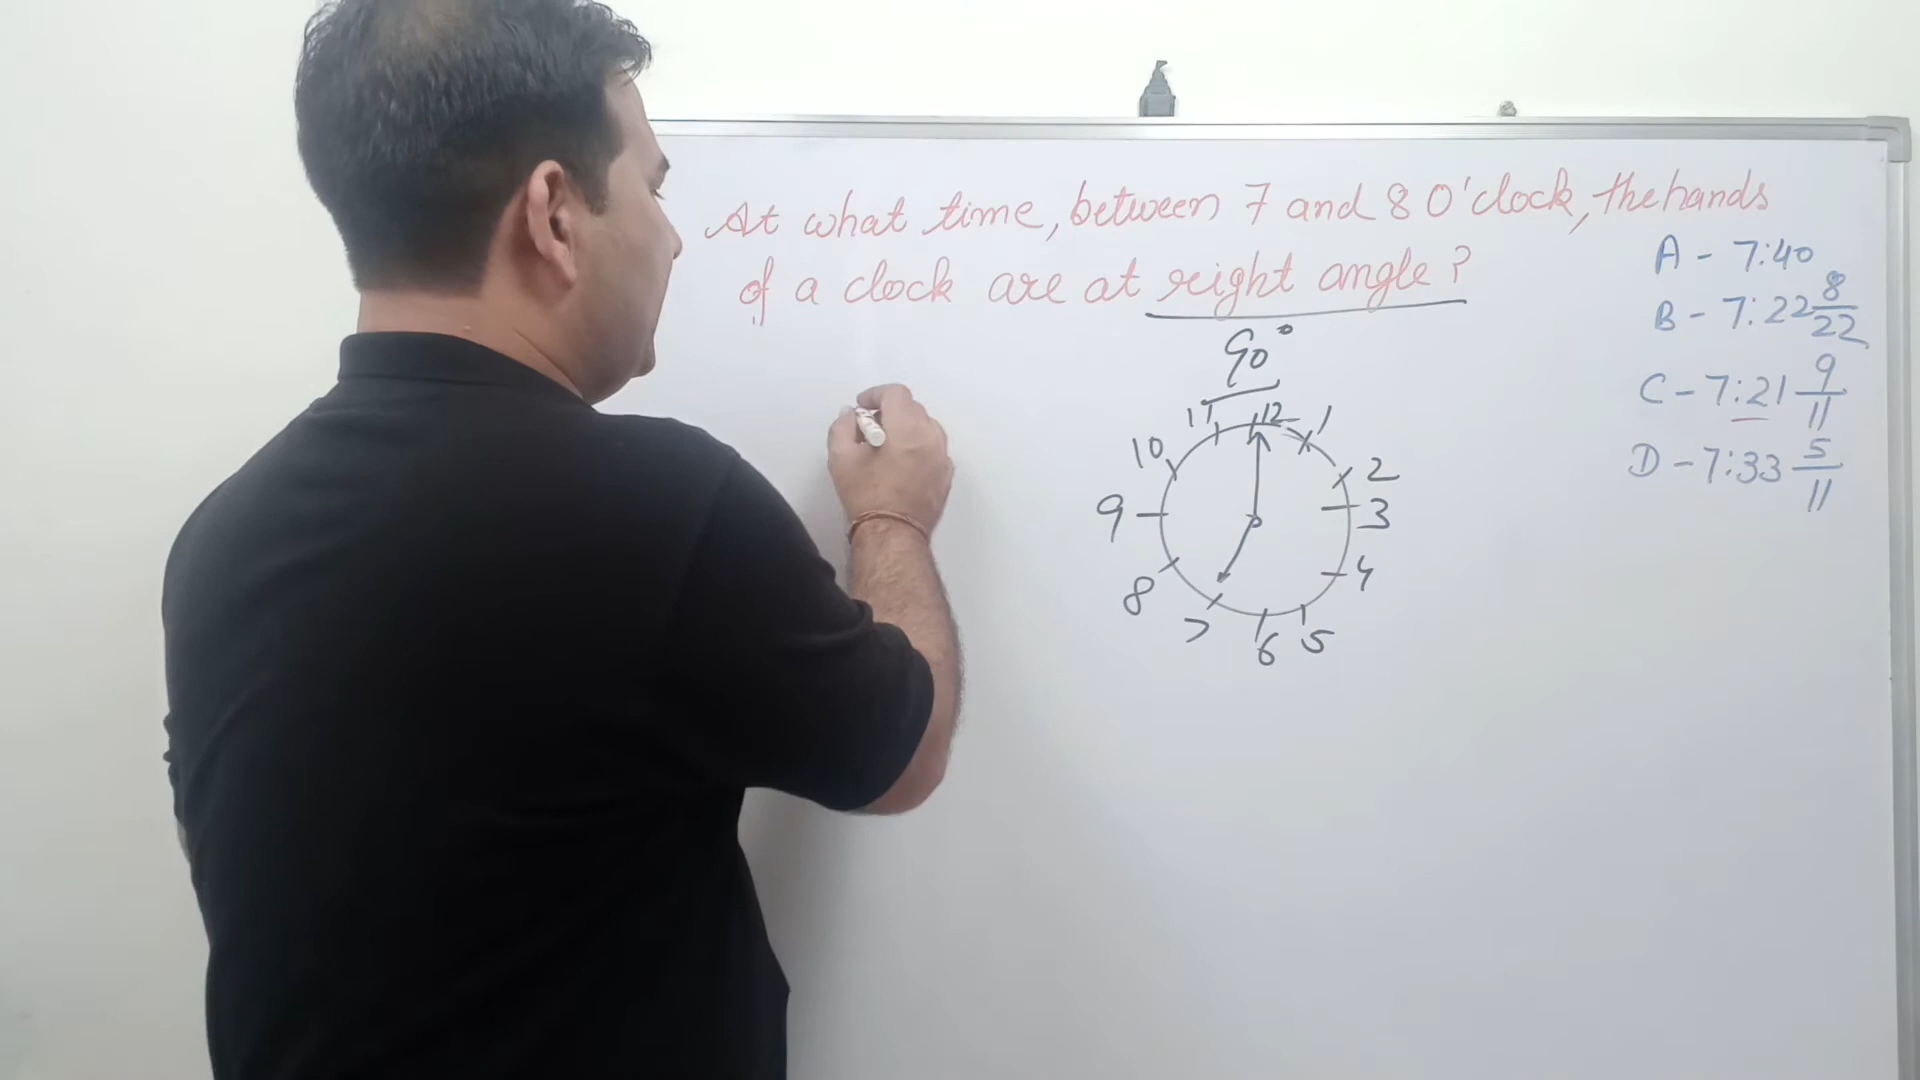 At what time, between 7 and 8 O'clock, the hands
of a clock are at right angle ?
A - 7:40
B - 7:22 8/22
C - 7:21 9/11
D - 7:33 5/11
90°
11 12 1
10 2
9 3
8 4
7 6 5